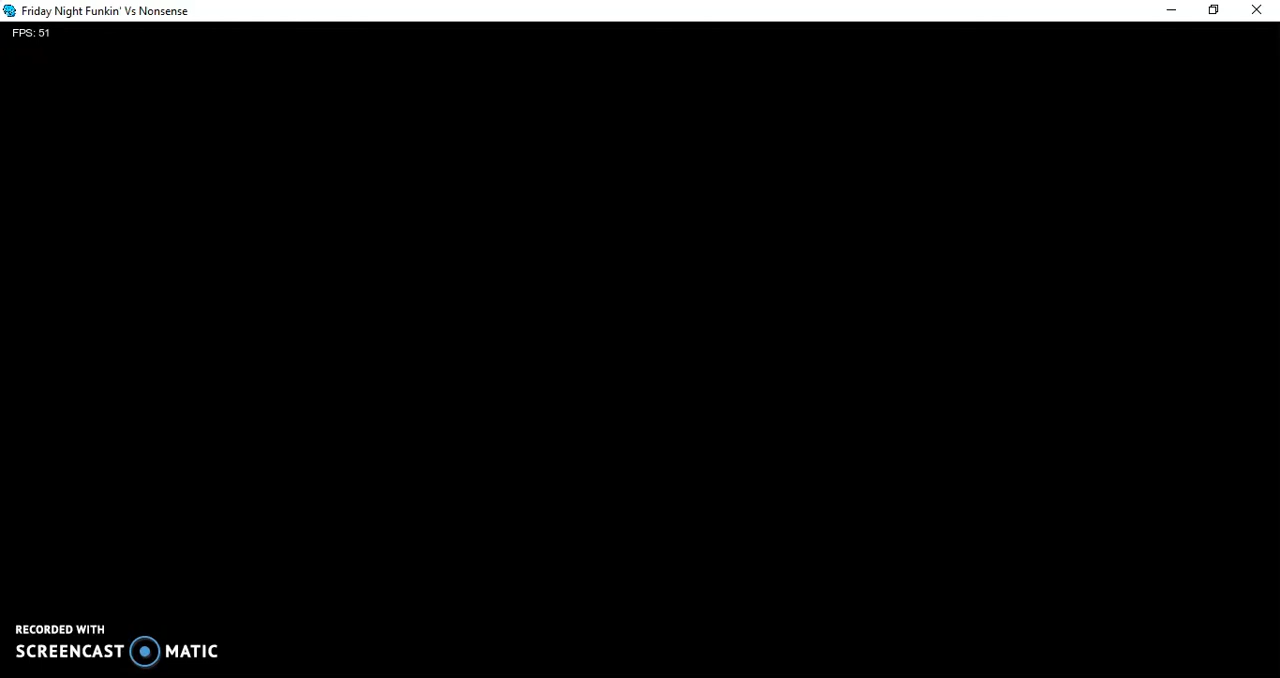 Friday Night Funkin' Vs Nonsense
FPS: 51
RECORDED WITH
SCREENCAST MATIC